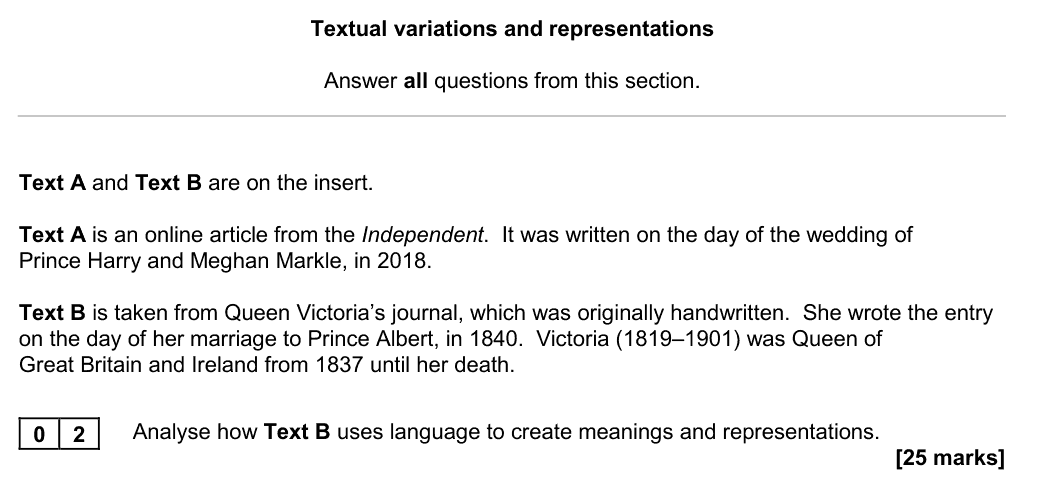 Textual variations and representations
Answer all questions from this section.
Text A and Text B are on the insert.
Text A is an online article from the Independent. It was written on the day of the wedding of
Prince Harry and Meghan Markle, in 2018.
Text B is taken from Queen Victoria’s journal, which was originally handwritten. She wrote the entry
on the day of her marriage to Prince Albert, in 1840. Victoria (1819–1901) was Queen of
Great Britain and Ireland from 1837 until her death.
0 2 Analyse how Text B uses language to create meanings and representations.
[25 marks]